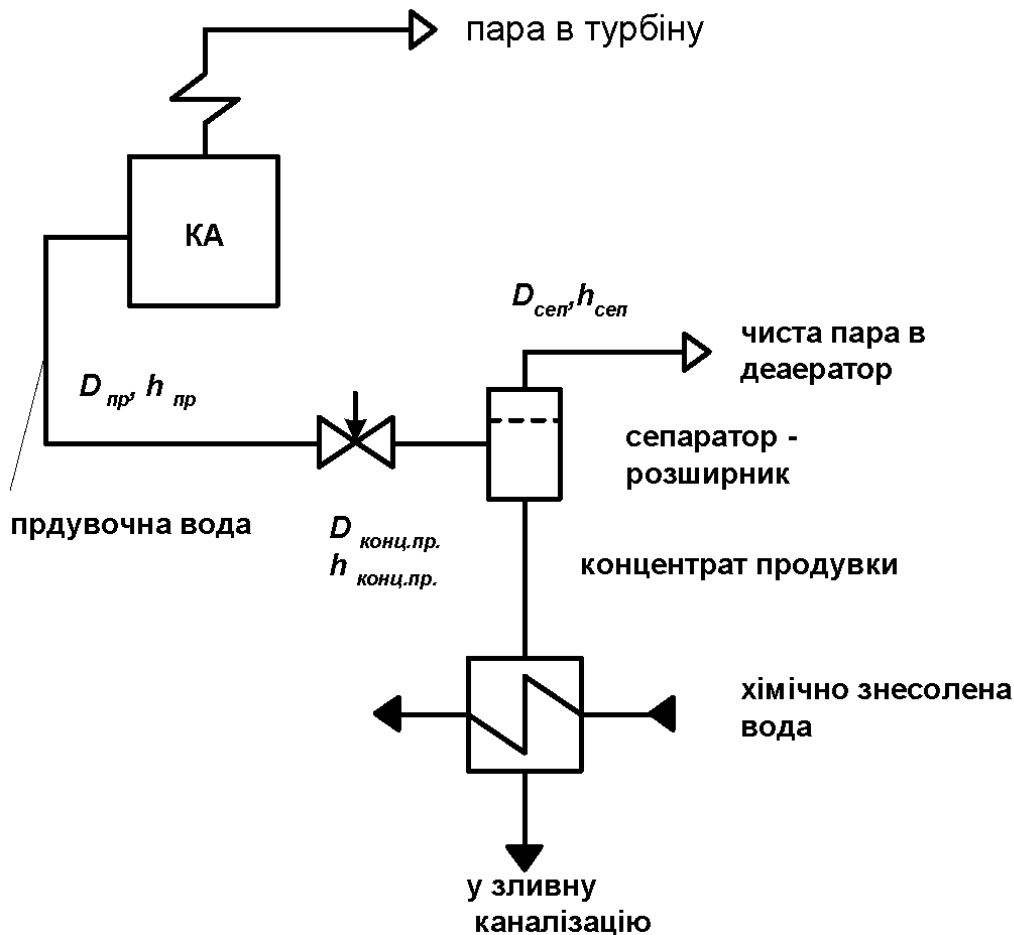 пара в турбіну
КА
Dсеп,hсеп
чиста пара в
деаератор
Dпр, hпр
сепаратор -
розширник
прдувочна вода
Dконц.пр.
hконц.пр.
концентрат продувки
хімічно знесолена
вода
у зливну
каналізацію